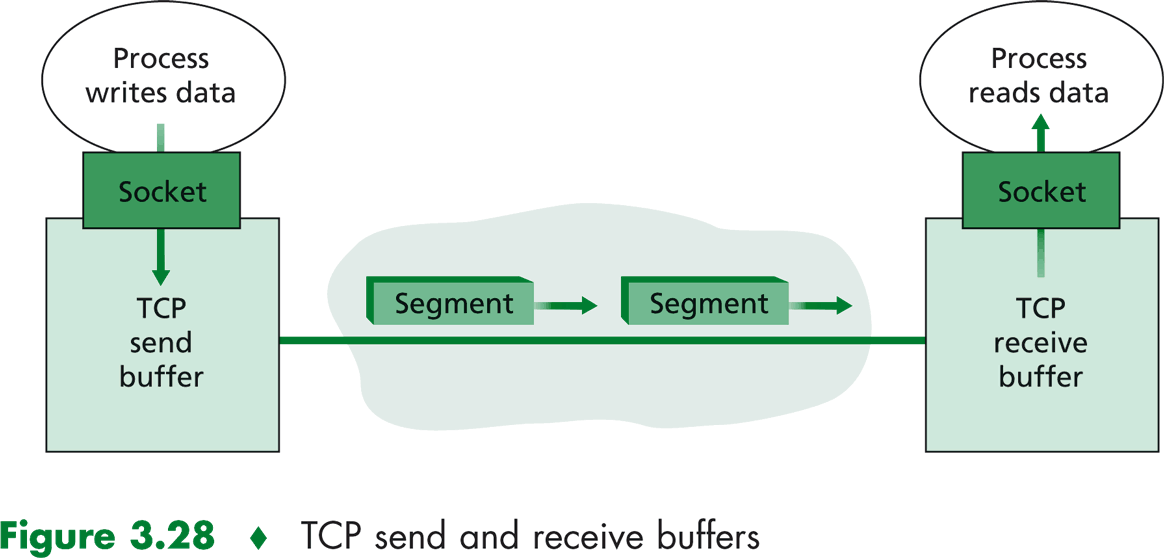 Process
writes data
Socket
TCP
send
buffer
Segment
Segment
Process
reads data
Socket
TCP
receive
buffer
Figure 3.28 ♦ TCP send and receive buffers